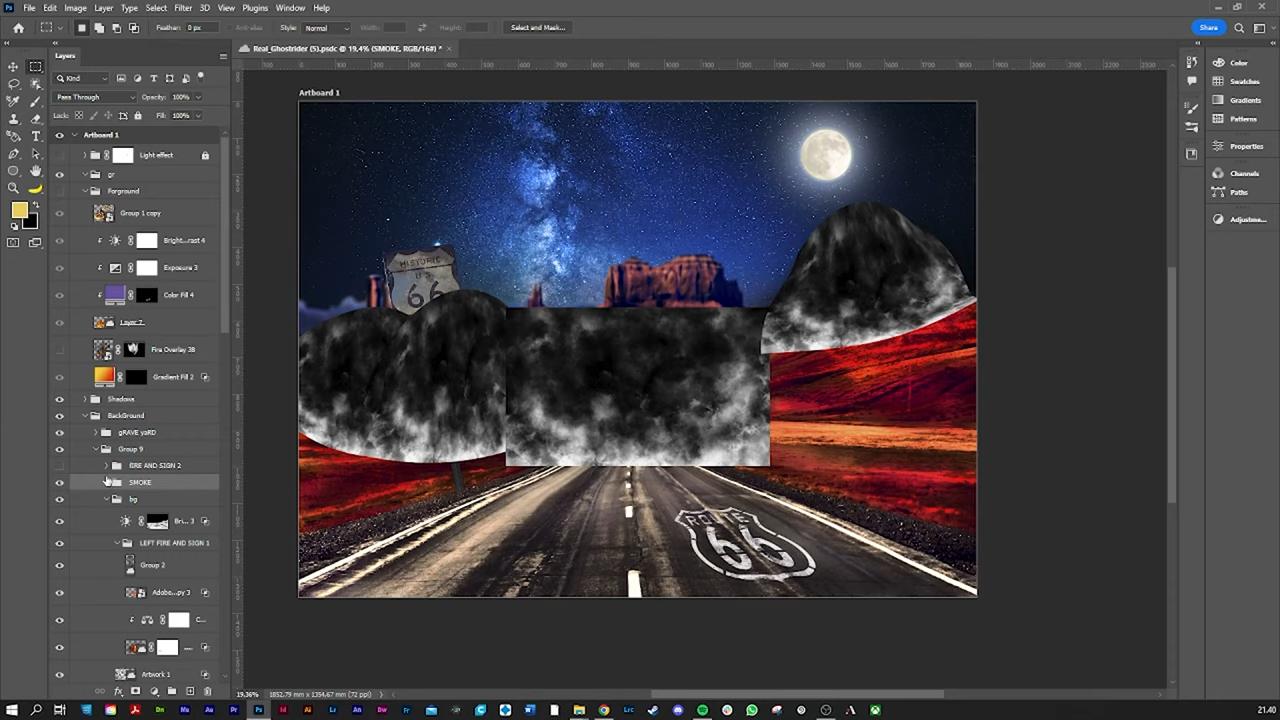 File Edit Image Layer Type Select Filter 3D View Plugins Window Help
Feather: 0 px Anti-alias Style: Normal Width: Height: Select and Mask... Share
Layers
Real_Ghostrider (5).psdc @ 19,4% (SMOKE, RGB/16#) *
Kind
Pass Through Opacity: 100%
Lock: Fill: 100%
Artboard 1
Light effect
gr
Forground
Group 1 copy
Brigh...rast 4
Exposure 3
Color Fill 4
Layer 7
Fire Overlay 38
Gradient Fill 2
Shadows
BackGround
gRAVE yaRD
Group 9
fIRE AND SIGN 2
SMOKE
bg
Bri... 3
LEFT FIRE AND SIGN 1
Group 2
Adobe...py 3
C...
Artwork 1
Artboard 1
HISTORIC
US
66
ROUTE
66
Color
Swatches
Gradients
Patterns
Properties
Channels
Paths
Adjustme...
19,36% 1852,79 mm x 1354,67 mm (72 ppi)
21.40